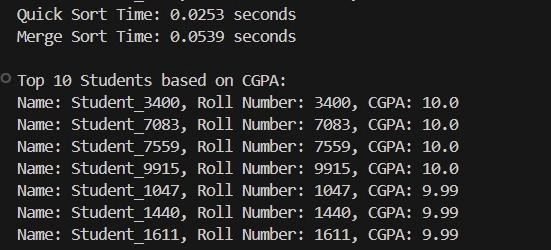 Quick Sort Time: 0.0253 seconds
Merge Sort Time: 0.0539 seconds
Top 10 Students based on CGPA:
Name: Student_3400, Roll Number: 3400, CGPA: 10.0
Name: Student_7083, Roll Number: 7083, CGPA: 10.0
Name: Student_7559, Roll Number: 7559, CGPA: 10.0
Name: Student_9915, Roll Number: 9915, CGPA: 10.0
Name: Student_1047, Roll Number: 1047, CGPA: 9.99
Name: Student_1440, Roll Number: 1440, CGPA: 9.99
Name: Student_1611, Roll Number: 1611, CGPA: 9.99